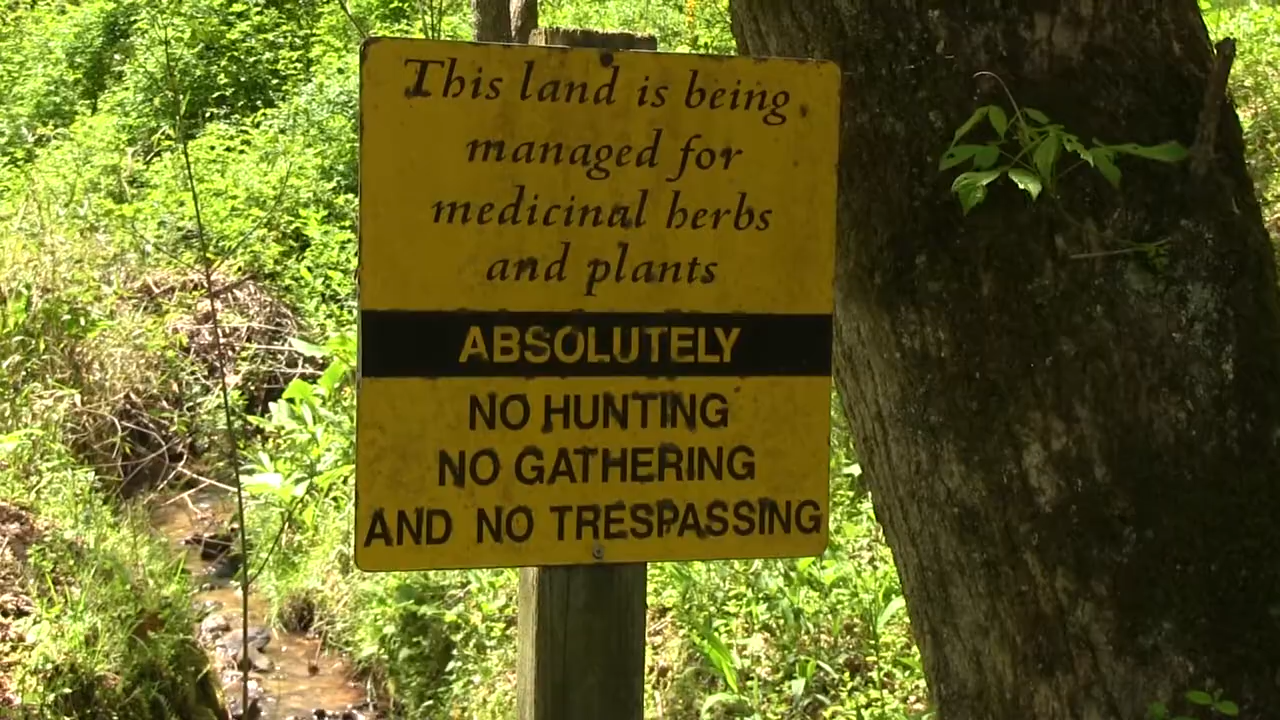 This land is being
managed for
medicinal herbs
and plants
ABSOLUTELY
NO HUNTING
NO GATHERING
AND NO TRESPASSING